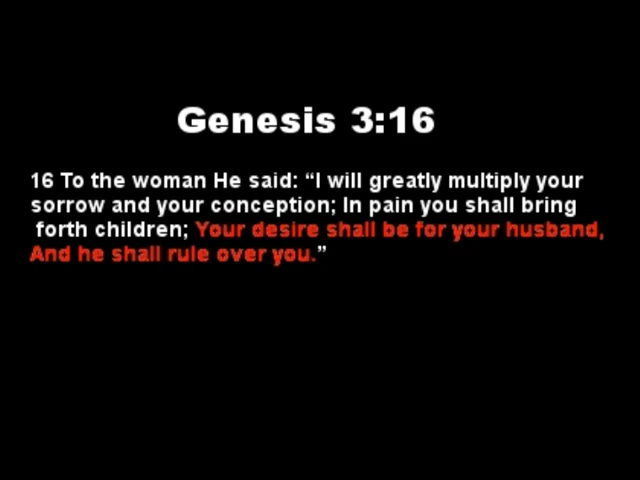 Genesis 3:16
16 To the woman He said: “I will greatly multiply your
sorrow and your conception; In pain you shall bring
forth children; Your desire shall be for your husband,
And he shall rule over you.”